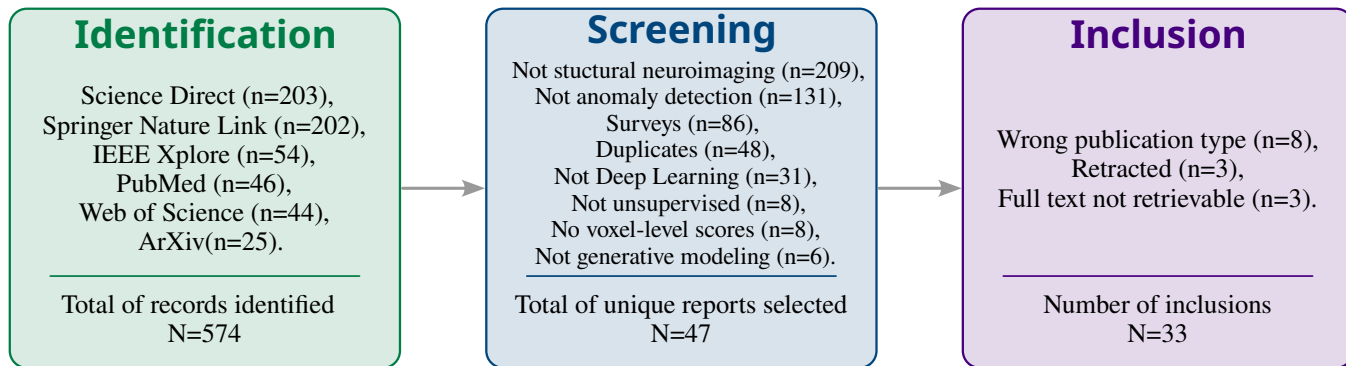 Identification
Science Direct (n=203),
Springer Nature Link (n=202),
IEEE Xplore (n=54),
PubMed (n=46),
Web of Science (n=44),
ArXiv(n=25).
Total of records identified
N=574
Screening
Not stuctural neuroimaging (n=209),
Not anomaly detection (n=131),
Surveys (n=86),
Duplicates (n=48),
Not Deep Learning (n=31),
Not unsupervised (n=8),
No voxel-level scores (n=8),
Not generative modeling (n=6).
Total of unique reports selected
N=47
Inclusion
Wrong publication type (n=8),
Retracted (n=3),
Full text not retrievable (n=3).
Number of inclusions
N=33